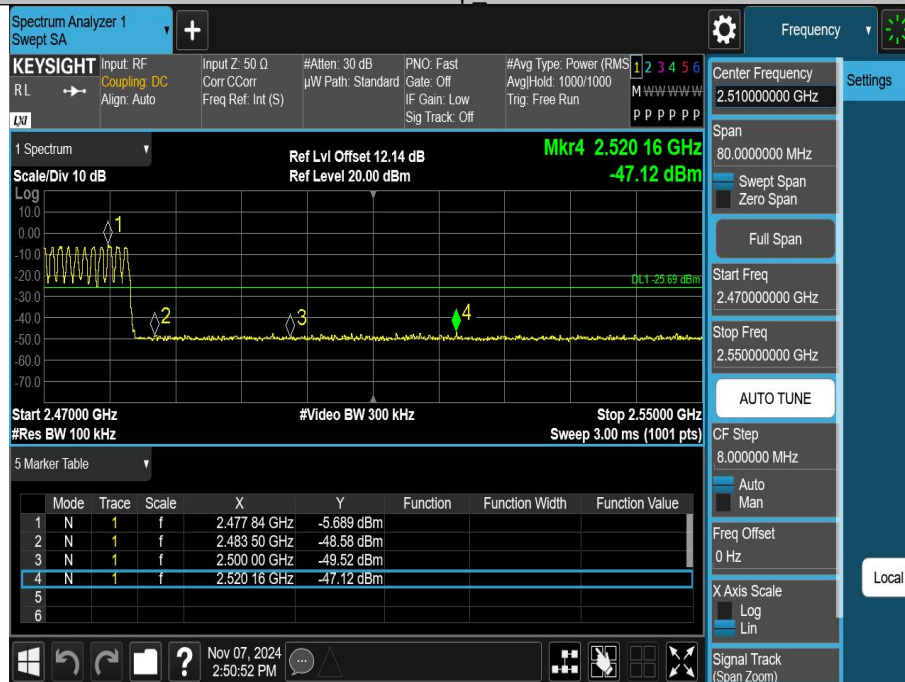 Spectrum Analyzer 1
Swept SA
+
Frequency
KEYSIGHT
RL
LXI
Input: RF
Coupling: DC
Align: Auto
Input Z: 50 Ω
Corr CCorr
Freq Ref: Int (S)
#Atten: 30 dB
µW Path: Standard
PNO: Fast
Gate: Off
IF Gain: Low
Sig Track: Off
#Avg Type: Power (RMS
Avg|Hold: 1000/1000
Trig: Free Run
1 2 3 4 5 6
M W W W W W
P P P P P P
1 Spectrum
Scale/Div 10 dB
Ref Lvl Offset 12.14 dB
Ref Level 20.00 dBm
Mkr4 2.520 16 GHz
-47.12 dBm
Log
10.0
0.00
-10.0
-20.0
-30.0
-40.0
-50.0
-60.0
-70.0
1
2
3
4
DL1 -25.69 dBm
Start 2.47000 GHz
#Res BW 100 kHz
#Video BW 300 kHz
Stop 2.55000 GHz
Sweep 3.00 ms (1001 pts)
5 Marker Table
Mode Trace Scale X Y Function Function Width Function Value
1 N 1 f 2.477 84 GHz -5.689 dBm
2 N 1 f 2.483 50 GHz -48.58 dBm
3 N 1 f 2.500 00 GHz -49.52 dBm
4 N 1 f 2.520 16 GHz -47.12 dBm
5
6
?
Nov 07, 2024
2:50:52 PM
Center Frequency
2.510000000 GHz
Settings
Span
80.0000000 MHz
Swept Span
Zero Span
Full Span
Start Freq
2.470000000 GHz
Stop Freq
2.550000000 GHz
AUTO TUNE
CF Step
8.000000 MHz
Auto
Man
Freq Offset
0 Hz
Local
X Axis Scale
Log
Lin
Signal Track
(Span Zoom)